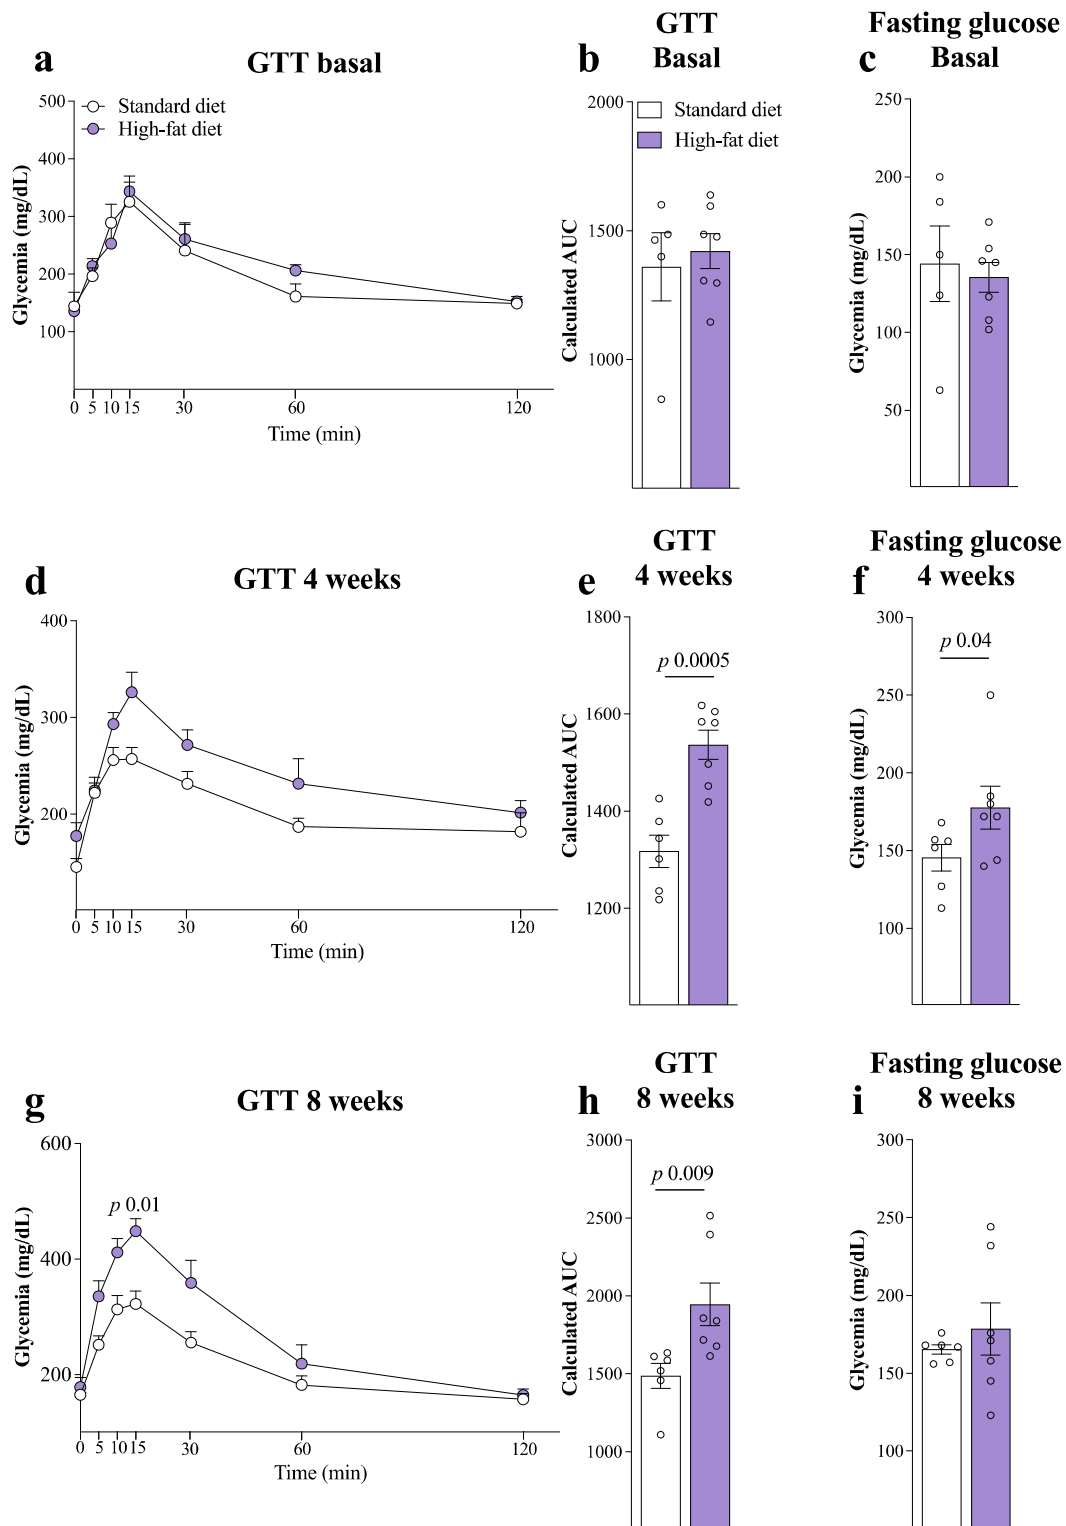 a
GTT basal
Standard diet
High-fat diet
500
400
300
200
100
Glycemia (mg/dL)
0 5 10 15 30 60 120
Time (min)
b
GTT
Basal
Standard diet
High-fat diet
2000
1500
1000
Calculated AUC
c
Fasting glucose
Basal
250
200
150
100
50
Glycemia (mg/dL)
d
GTT 4 weeks
400
300
200
Glycemia (mg/dL)
0 5 10 15 30 60 120
Time (min)
e
GTT
4 weeks
p 0.0005
1800
1600
1400
1200
Calculated AUC
f
Fasting glucose
4 weeks
p 0.04
300
250
200
150
100
Glycemia (mg/dL)
g
GTT 8 weeks
p 0.01
600
400
200
Glycemia (mg/dL)
0 5 10 15 30 60 120
Time (min)
h
GTT
8 weeks
p 0.009
3000
2500
2000
1500
1000
Calculated AUC
i
Fasting glucose
8 weeks
300
250
200
150
100
Glycemia (mg/dL)